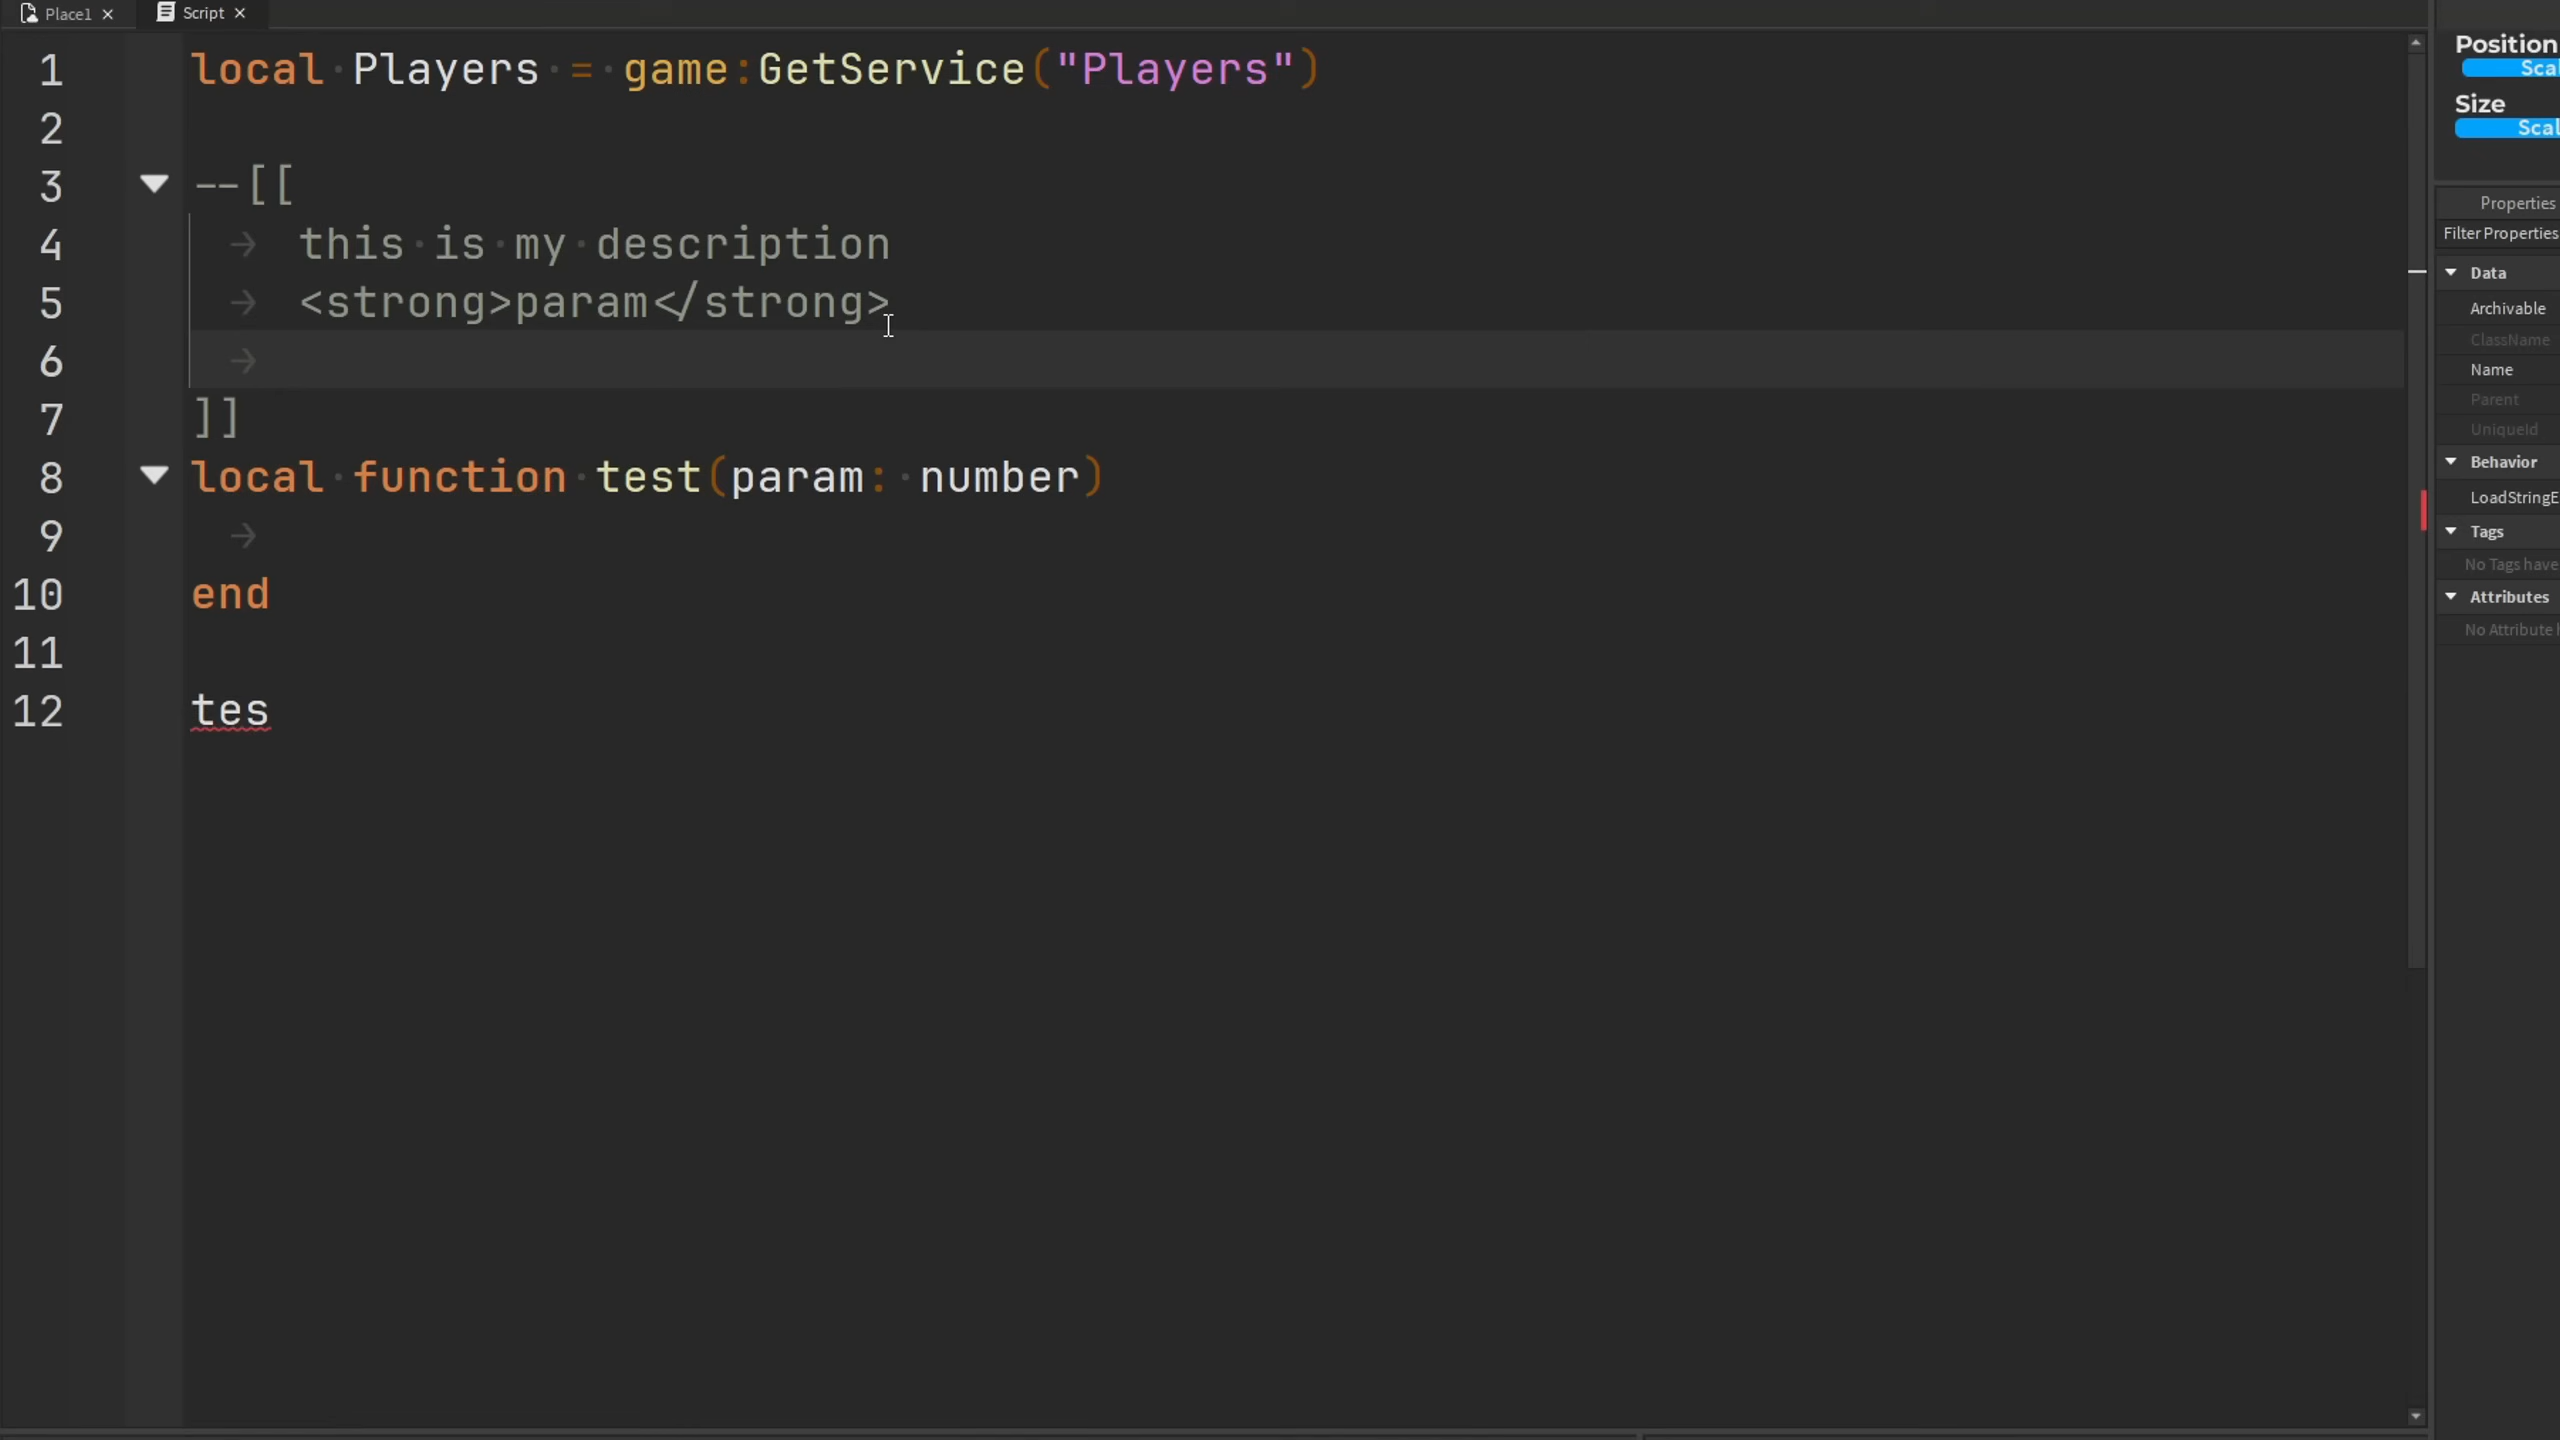 Place1
Script
1 local Players = game:GetService("Players")
2
3 --[[
4 this is my description
5 <strong>param</strong>
6
7 ]]
8 local function test(param: number)
9
10 end
11
12 tes
Position
Scal
Size
Scal
Properties
Filter Properties
Data
Archivable
ClassName
Name
Parent
UniqueId
Behavior
LoadStringE
Tags
No Tags have
Attributes
No Attribute h